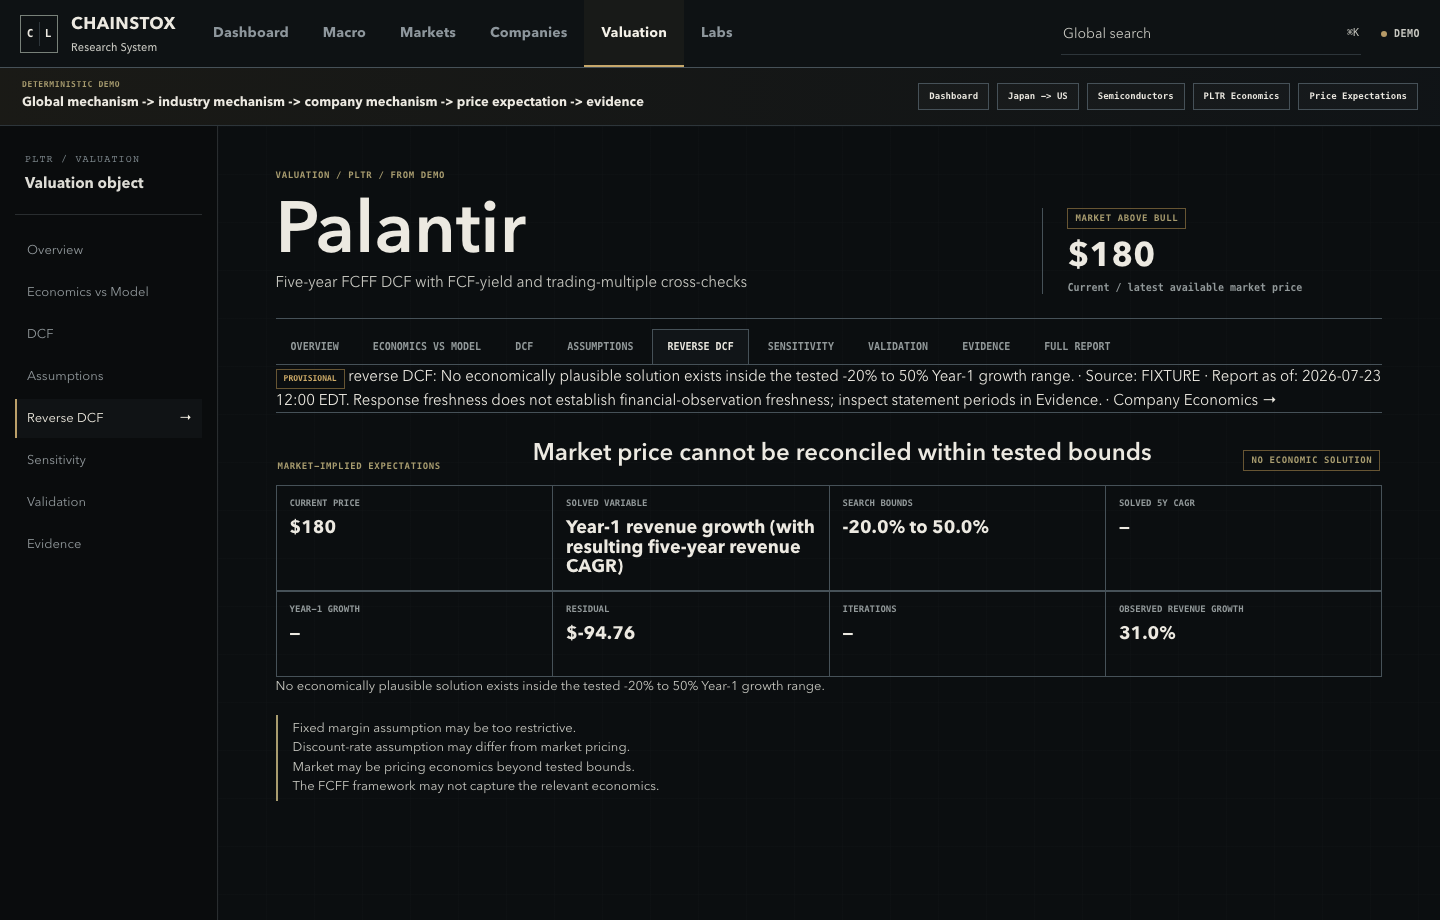 C L
CHAINSTOX
Research System
Dashboard
Macro
Markets
Companies
Valuation
Labs
Global search
⌘K
DEMO
DETERMINISTIC DEMO
Global mechanism -> industry mechanism -> company mechanism -> price expectation -> evidence
Dashboard
Japan —> US
Semiconductors
PLTR Economics
Price Expectations
PLTR / VALUATION
Valuation object
Overview
Economics vs Model
DCF
Assumptions
Reverse DCF →
Sensitivity
Validation
Evidence
VALUATION / PLTR / FROM DEMO
Palantir
Five-year FCFF DCF with FCF-yield and trading-multiple cross-checks
MARKET ABOVE BULL
$180
Current / latest available market price
OVERVIEW
ECONOMICS VS MODEL
DCF
ASSUMPTIONS
REVERSE DCF
SENSITIVITY
VALIDATION
EVIDENCE
FULL REPORT
PROVISIONAL reverse DCF: No economically plausible solution exists inside the tested -20% to 50% Year-1 growth range. · Source: FIXTURE · Report as of: 2026-07-23
12:00 EDT. Response freshness does not establish financial-observation freshness; inspect statement periods in Evidence. · Company Economics →
MARKET—IMPLIED EXPECTATIONS
Market price cannot be reconciled within tested bounds
NO ECONOMIC SOLUTION
CURRENT PRICE
$180
SOLVED VARIABLE
Year-1 revenue growth (with
resulting five-year revenue
CAGR)
SEARCH BOUNDS
-20.0% to 50.0%
SOLVED 5Y CAGR
—
YEAR—1 GROWTH
—
RESIDUAL
$-94.76
ITERATIONS
—
OBSERVED REVENUE GROWTH
31.0%
No economically plausible solution exists inside the tested -20% to 50% Year-1 growth range.
Fixed margin assumption may be too restrictive.
Discount-rate assumption may differ from market pricing.
Market may be pricing economics beyond tested bounds.
The FCFF framework may not capture the relevant economics.